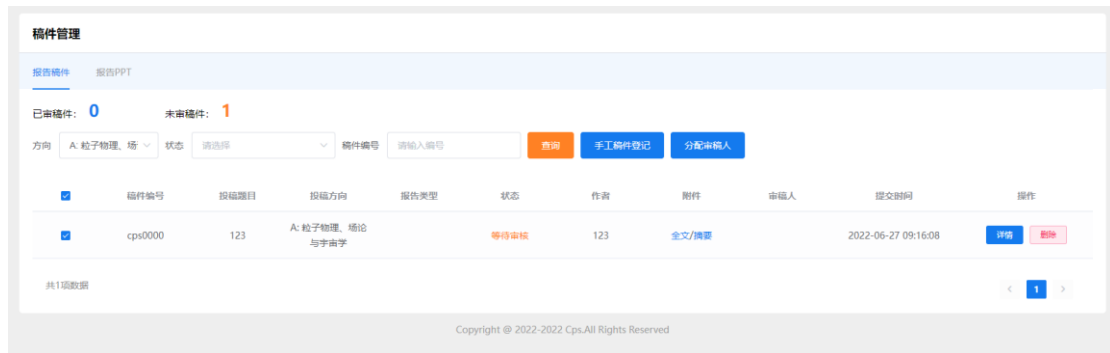 稿件管理
报告稿件 报告PPT
已审稿件： 0 未审稿件： 1
方向 A: 粒子物理、场 状态 请选择 稿件编号 请输入编号 查询 手工稿件登记 分配审稿人
稿件编号 投稿题目 投稿方向 报告类型 状态 作者 附件 审稿人 提交时间 操作
cps0000 123 A: 粒子物理、场论 等待审核 123 全文/摘要 2022-06-27 09:16:08 详情 删除
与宇宙学
共1项数据 < 1 >
Copyright @ 2022-2022 Cps.All Rights Reserved